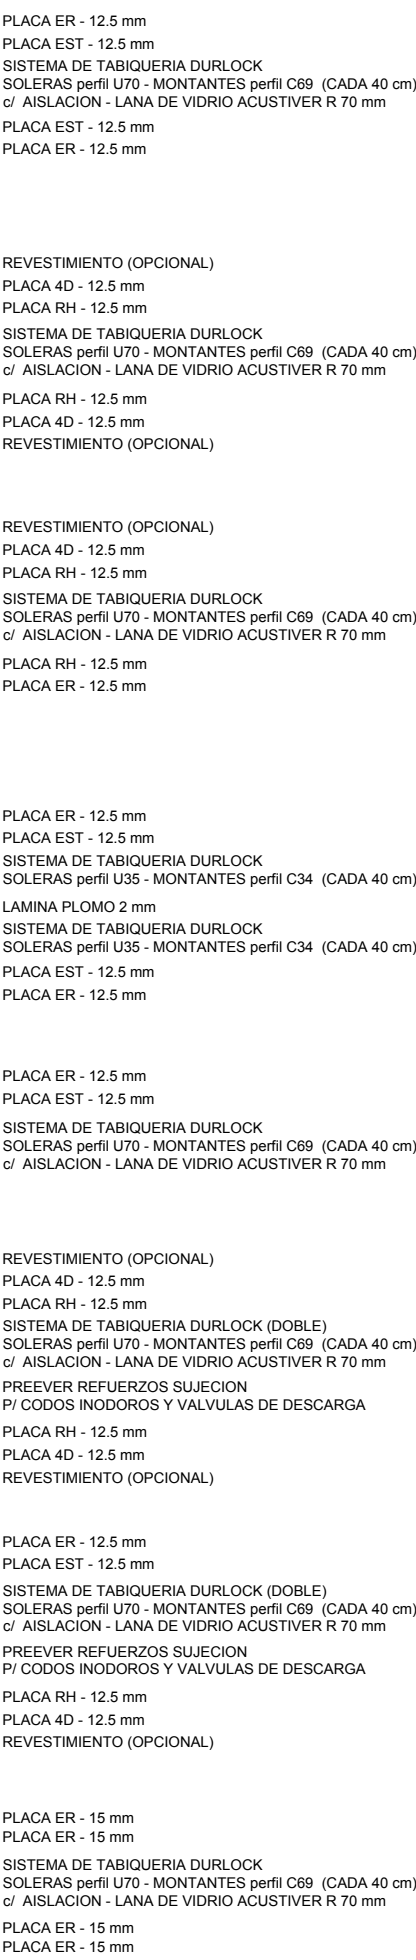 PLACA ER - 12.5 mm
PLACA EST - 12.5 mm
SISTEMA DE TABIQUERIA DURLOCK
SOLERAS perfil U70 - MONTANTES perfil C69 (CADA 40 cm)
c/ AISLACION - LANA DE VIDRIO ACUSTIVER R 70 mm
PLACA EST - 12.5 mm
PLACA ER - 12.5 mm
REVESTIMIENTO (OPCIONAL)
PLACA 4D - 12.5 mm
PLACA RH - 12.5 mm
SISTEMA DE TABIQUERIA DURLOCK
SOLERAS perfil U70 - MONTANTES perfil C69 (CADA 40 cm)
c/ AISLACION - LANA DE VIDRIO ACUSTIVER R 70 mm
PLACA RH - 12.5 mm
PLACA 4D - 12.5 mm
REVESTIMIENTO (OPCIONAL)
REVESTIMIENTO (OPCIONAL)
PLACA 4D - 12.5 mm
PLACA RH - 12.5 mm
SISTEMA DE TABIQUERIA DURLOCK
SOLERAS perfil U70 - MONTANTES perfil C69 (CADA 40 cm)
c/ AISLACION - LANA DE VIDRIO ACUSTIVER R 70 mm
PLACA RH - 12.5 mm
PLACA ER - 12.5 mm
PLACA ER - 12.5 mm
PLACA EST - 12.5 mm
SISTEMA DE TABIQUERIA DURLOCK
SOLERAS perfil U35 - MONTANTES perfil C34 (CADA 40 cm)
LAMINA PLOMO 2 mm
SISTEMA DE TABIQUERIA DURLOCK
SOLERAS perfil U35 - MONTANTES perfil C34 (CADA 40 cm)
PLACA EST - 12.5 mm
PLACA ER - 12.5 mm
PLACA ER - 12.5 mm
PLACA EST - 12.5 mm
SISTEMA DE TABIQUERIA DURLOCK
SOLERAS perfil U70 - MONTANTES perfil C69 (CADA 40 cm)
c/ AISLACION - LANA DE VIDRIO ACUSTIVER R 70 mm
REVESTIMIENTO (OPCIONAL)
PLACA 4D - 12.5 mm
PLACA RH - 12.5 mm
SISTEMA DE TABIQUERIA DURLOCK (DOBLE)
SOLERAS perfil U70 - MONTANTES perfil C69 (CADA 40 cm)
c/ AISLACION - LANA DE VIDRIO ACUSTIVER R 70 mm
PREEVER REFUERZOS SUJECION
P/ CODOS INODOROS Y VALVULAS DE DESCARGA
PLACA RH - 12.5 mm
PLACA 4D - 12.5 mm
REVESTIMIENTO (OPCIONAL)
PLACA ER - 12.5 mm
PLACA EST - 12.5 mm
SISTEMA DE TABIQUERIA DURLOCK (DOBLE)
SOLERAS perfil U70 - MONTANTES perfil C69 (CADA 40 cm)
c/ AISLACION - LANA DE VIDRIO ACUSTIVER R 70 mm
PREEVER REFUERZOS SUJECION
P/ CODOS INODOROS Y VALVULAS DE DESCARGA
PLACA RH - 12.5 mm
PLACA 4D - 12.5 mm
REVESTIMIENTO (OPCIONAL)
PLACA ER - 15 mm
PLACA ER - 15 mm
SISTEMA DE TABIQUERIA DURLOCK
SOLERAS perfil U70 - MONTANTES perfil C69 (CADA 40 cm)
c/ AISLACION - LANA DE VIDRIO ACUSTIVER R 70 mm
PLACA ER - 15 mm
PLACA ER - 15 mm